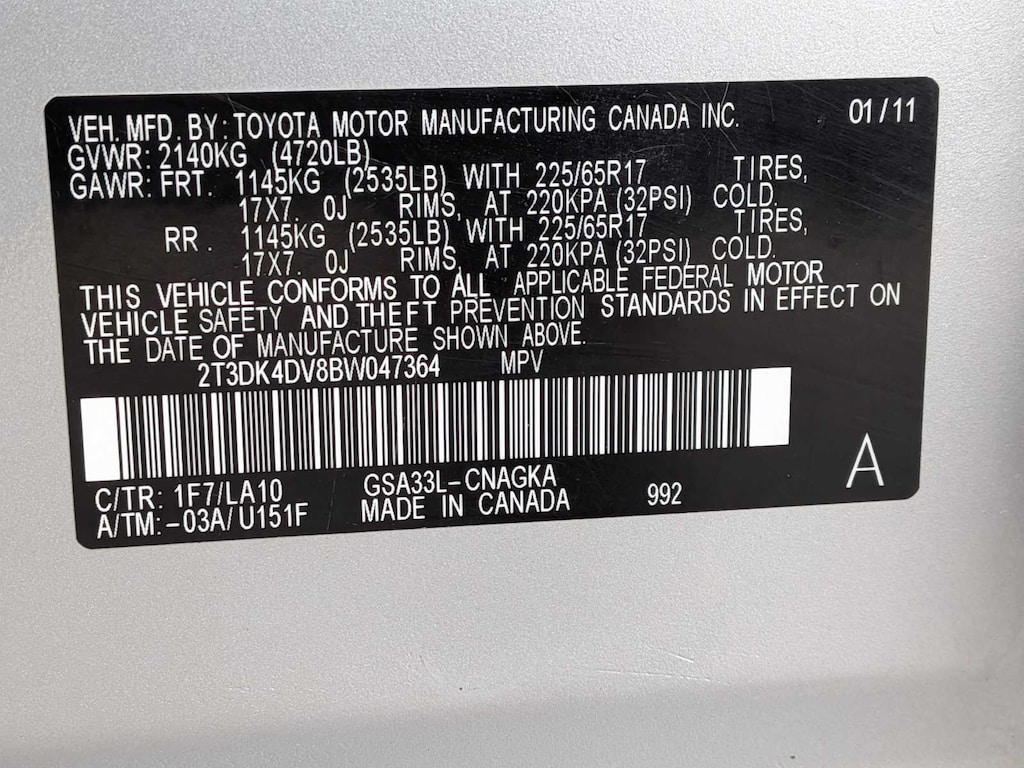 VEH. MFD. BY: TOYOTA MOTOR MANUFACTURING CANADA INC. 01/11
GVWR: 2140KG (4720LB)
GAWR: FRT. 1145KG (2535LB) WITH 225/65R17 TIRES,
17X7. 0J RIMS, AT 220KPA (32PSI) COLD.
RR. 1145KG (2535LB) WITH 225/65R17 TIRES,
17X7. 0J RIMS, AT 220KPA (32PSI) COLD.
THIS VEHICLE CONFORMS TO ALL APPLICABLE FEDERAL MOTOR
VEHICLE SAFETY AND THEFT PREVENTION STANDARDS IN EFFECT ON
THE DATE OF MANUFACTURE SHOWN ABOVE.
2T3DK4DV8BW047364 MPV
C/TR: 1F7/LA10 GSA33L-CNAGKA
A/TM: -03A/U151F MADE IN CANADA 992
A